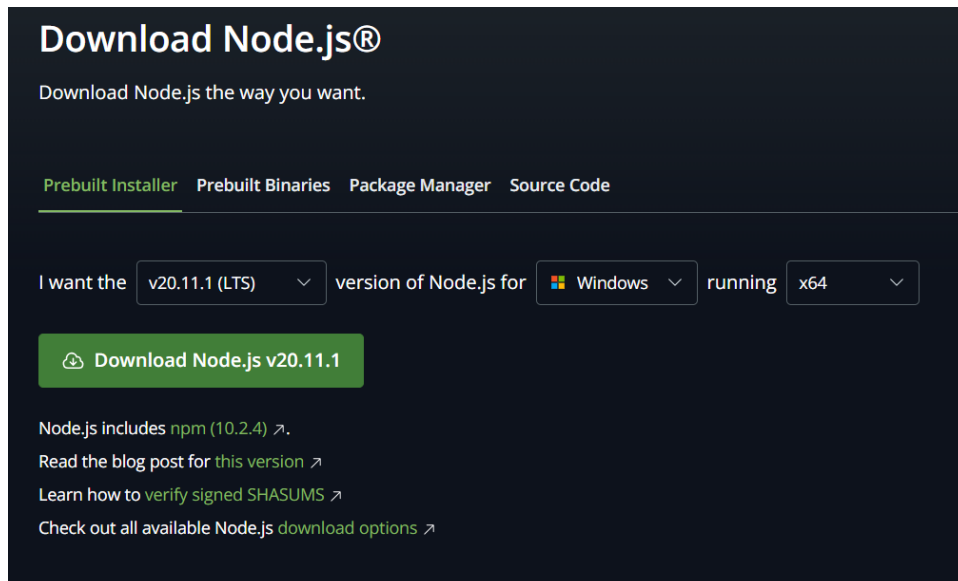 Download Node.js®
Download Node.js the way you want.
Prebuilt Installer Prebuilt Binaries Package Manager Source Code
I want the v20.11.1 (LTS) version of Node.js for Windows running x64
Download Node.js v20.11.1
Node.js includes npm (10.2.4) ↗.
Read the blog post for this version ↗
Learn how to verify signed SHASUMS ↗
Check out all available Node.js download options ↗